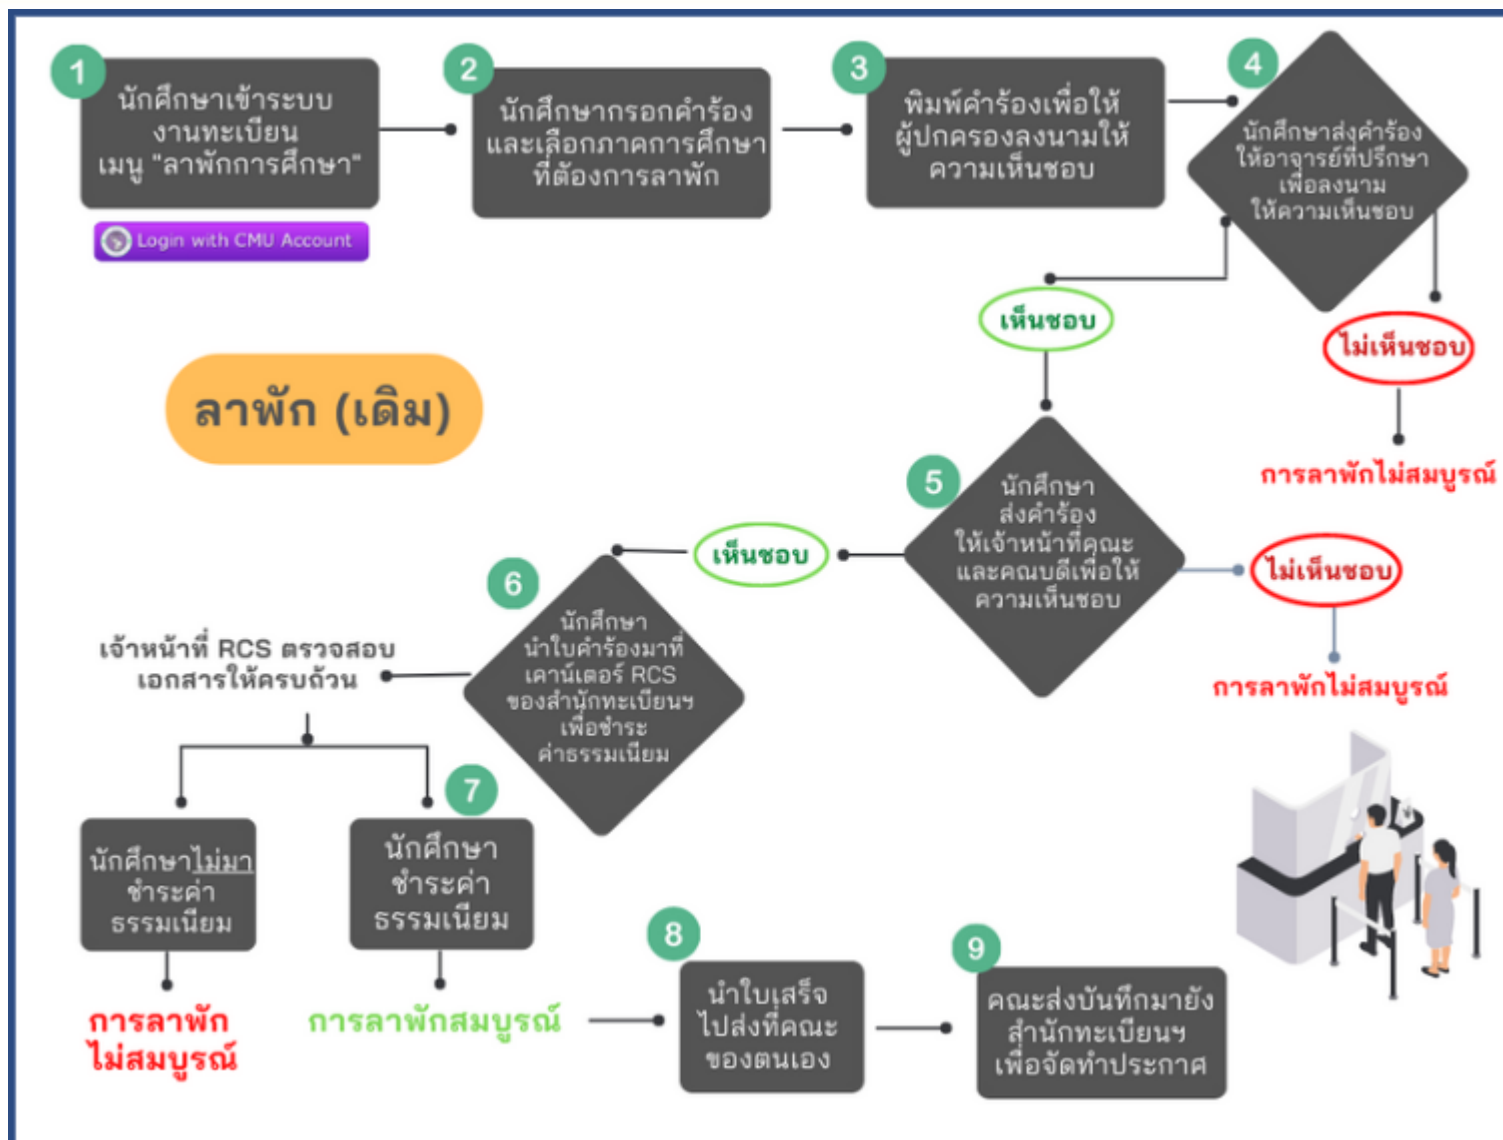 1
นักศึกษาเข้าระบบ
งานทะเบียน
เมนู "ลาพักการศึกษา"
Login with CMU Account
2
นักศึกษากรอกคำร้อง
และเลือกภาคการศึกษา
ที่ต้องการลาพัก
3
พิมพ์คำร้องเพื่อให้
ผู้ปกครองลงนามให้
ความเห็นชอบ
4
นักศึกษาส่งคำร้อง
ให้อาจารย์ที่ปรึกษา
เพื่อลงนาม
ให้ความเห็นชอบ
เห็นชอบ
ไม่เห็นชอบ
การลาพักไม่สมบูรณ์
ลาพัก (เดิม)
5
นักศึกษา
ส่งคำร้อง
ให้เจ้าหน้าที่คณะ
และคณบดีเพื่อให้
ความเห็นชอบ
เห็นชอบ
ไม่เห็นชอบ
การลาพักไม่สมบูรณ์
6
นักศึกษา
นำใบคำร้องมาที่
เคาน์เตอร์ RCS
ของสำนักทะเบียนฯ
เพื่อชำระ
ค่าธรรมเนียม
เจ้าหน้าที่ RCS ตรวจสอบ
เอกสารให้ครบถ้วน
นักศึกษาไม่มา
ชำระค่า
ธรรมเนียม
การลาพัก
ไม่สมบูรณ์
7
นักศึกษา
ชำระค่า
ธรรมเนียม
การลาพักสมบูรณ์
8
นำใบเสร็จ
ไปส่งที่คณะ
ของตนเอง
9
คณะส่งบันทึกมายัง
สำนักทะเบียนฯ
เพื่อจัดทำประกาศ